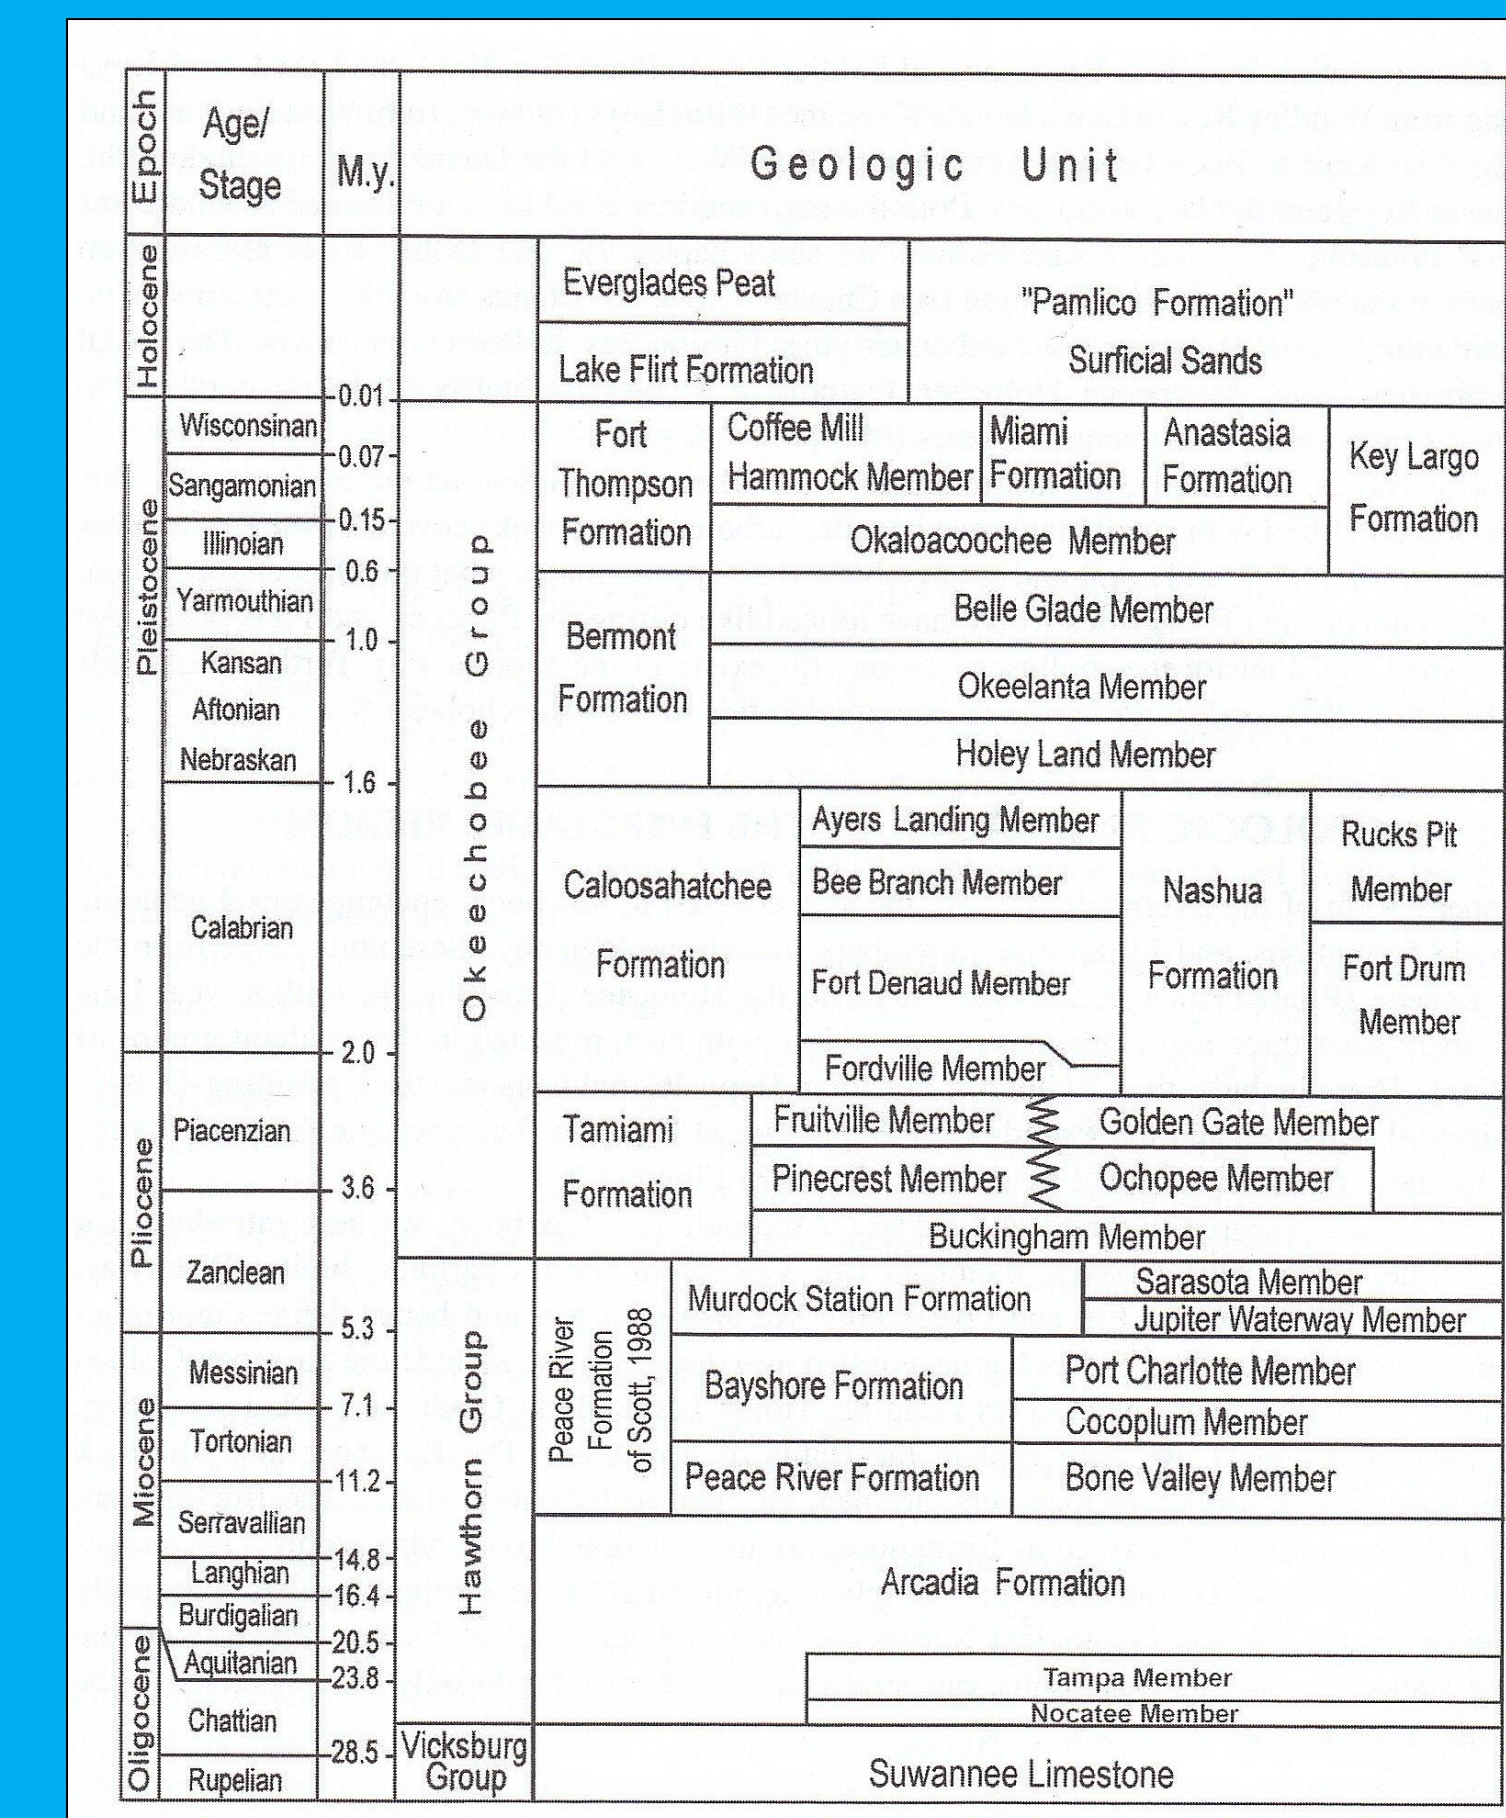 Epoch
Age/
Stage
M.y.
Geologic Unit
Holocene
Pleistocene
Pliocene
Miocene
Oligocene
Wisconsinan
Sangamonian
Illinoian
Yarmouthian
Kansan
Aftonian
Nebraskan
Calabrian
Piacenzian
Zanclean
Messinian
Tortonian
Serravallian
Langhian
Burdigalian
Aquitanian
Chattian
Rupelian
0.01
0.07
0.15
0.6
1.0
1.6
2.0
3.6
5.3
7.1
11.2
14.8
16.4
20.5
23.8
28.5
Okeechobee Group
Hawthorn Group
Vicksburg
Group
Everglades Peat
Lake Flirt Formation
"Pamlico Formation"
Surficial Sands
Fort
Thompson
Formation
Coffee Mill
Hammock Member
Miami
Formation
Anastasia
Formation
Key Largo
Formation
Okaloacoochee Member
Bermont
Formation
Belle Glade Member
Okeelanta Member
Holey Land Member
Caloosahatchee
Formation
Ayers Landing Member
Bee Branch Member
Fort Denaud Member
Fordville Member
Nashua
Formation
Rucks Pit
Member
Fort Drum
Member
Tamiami
Formation
Fruitville Member
Golden Gate Member
Pinecrest Member
Ochopee Member
Buckingham Member
Peace River
Formation
of Scott, 1988
Murdock Station Formation
Sarasota Member
Jupiter Waterway Member
Bayshore Formation
Port Charlotte Member
Cocoplum Member
Peace River Formation
Bone Valley Member
Arcadia Formation
Tampa Member
Nocatee Member
Suwannee Limestone